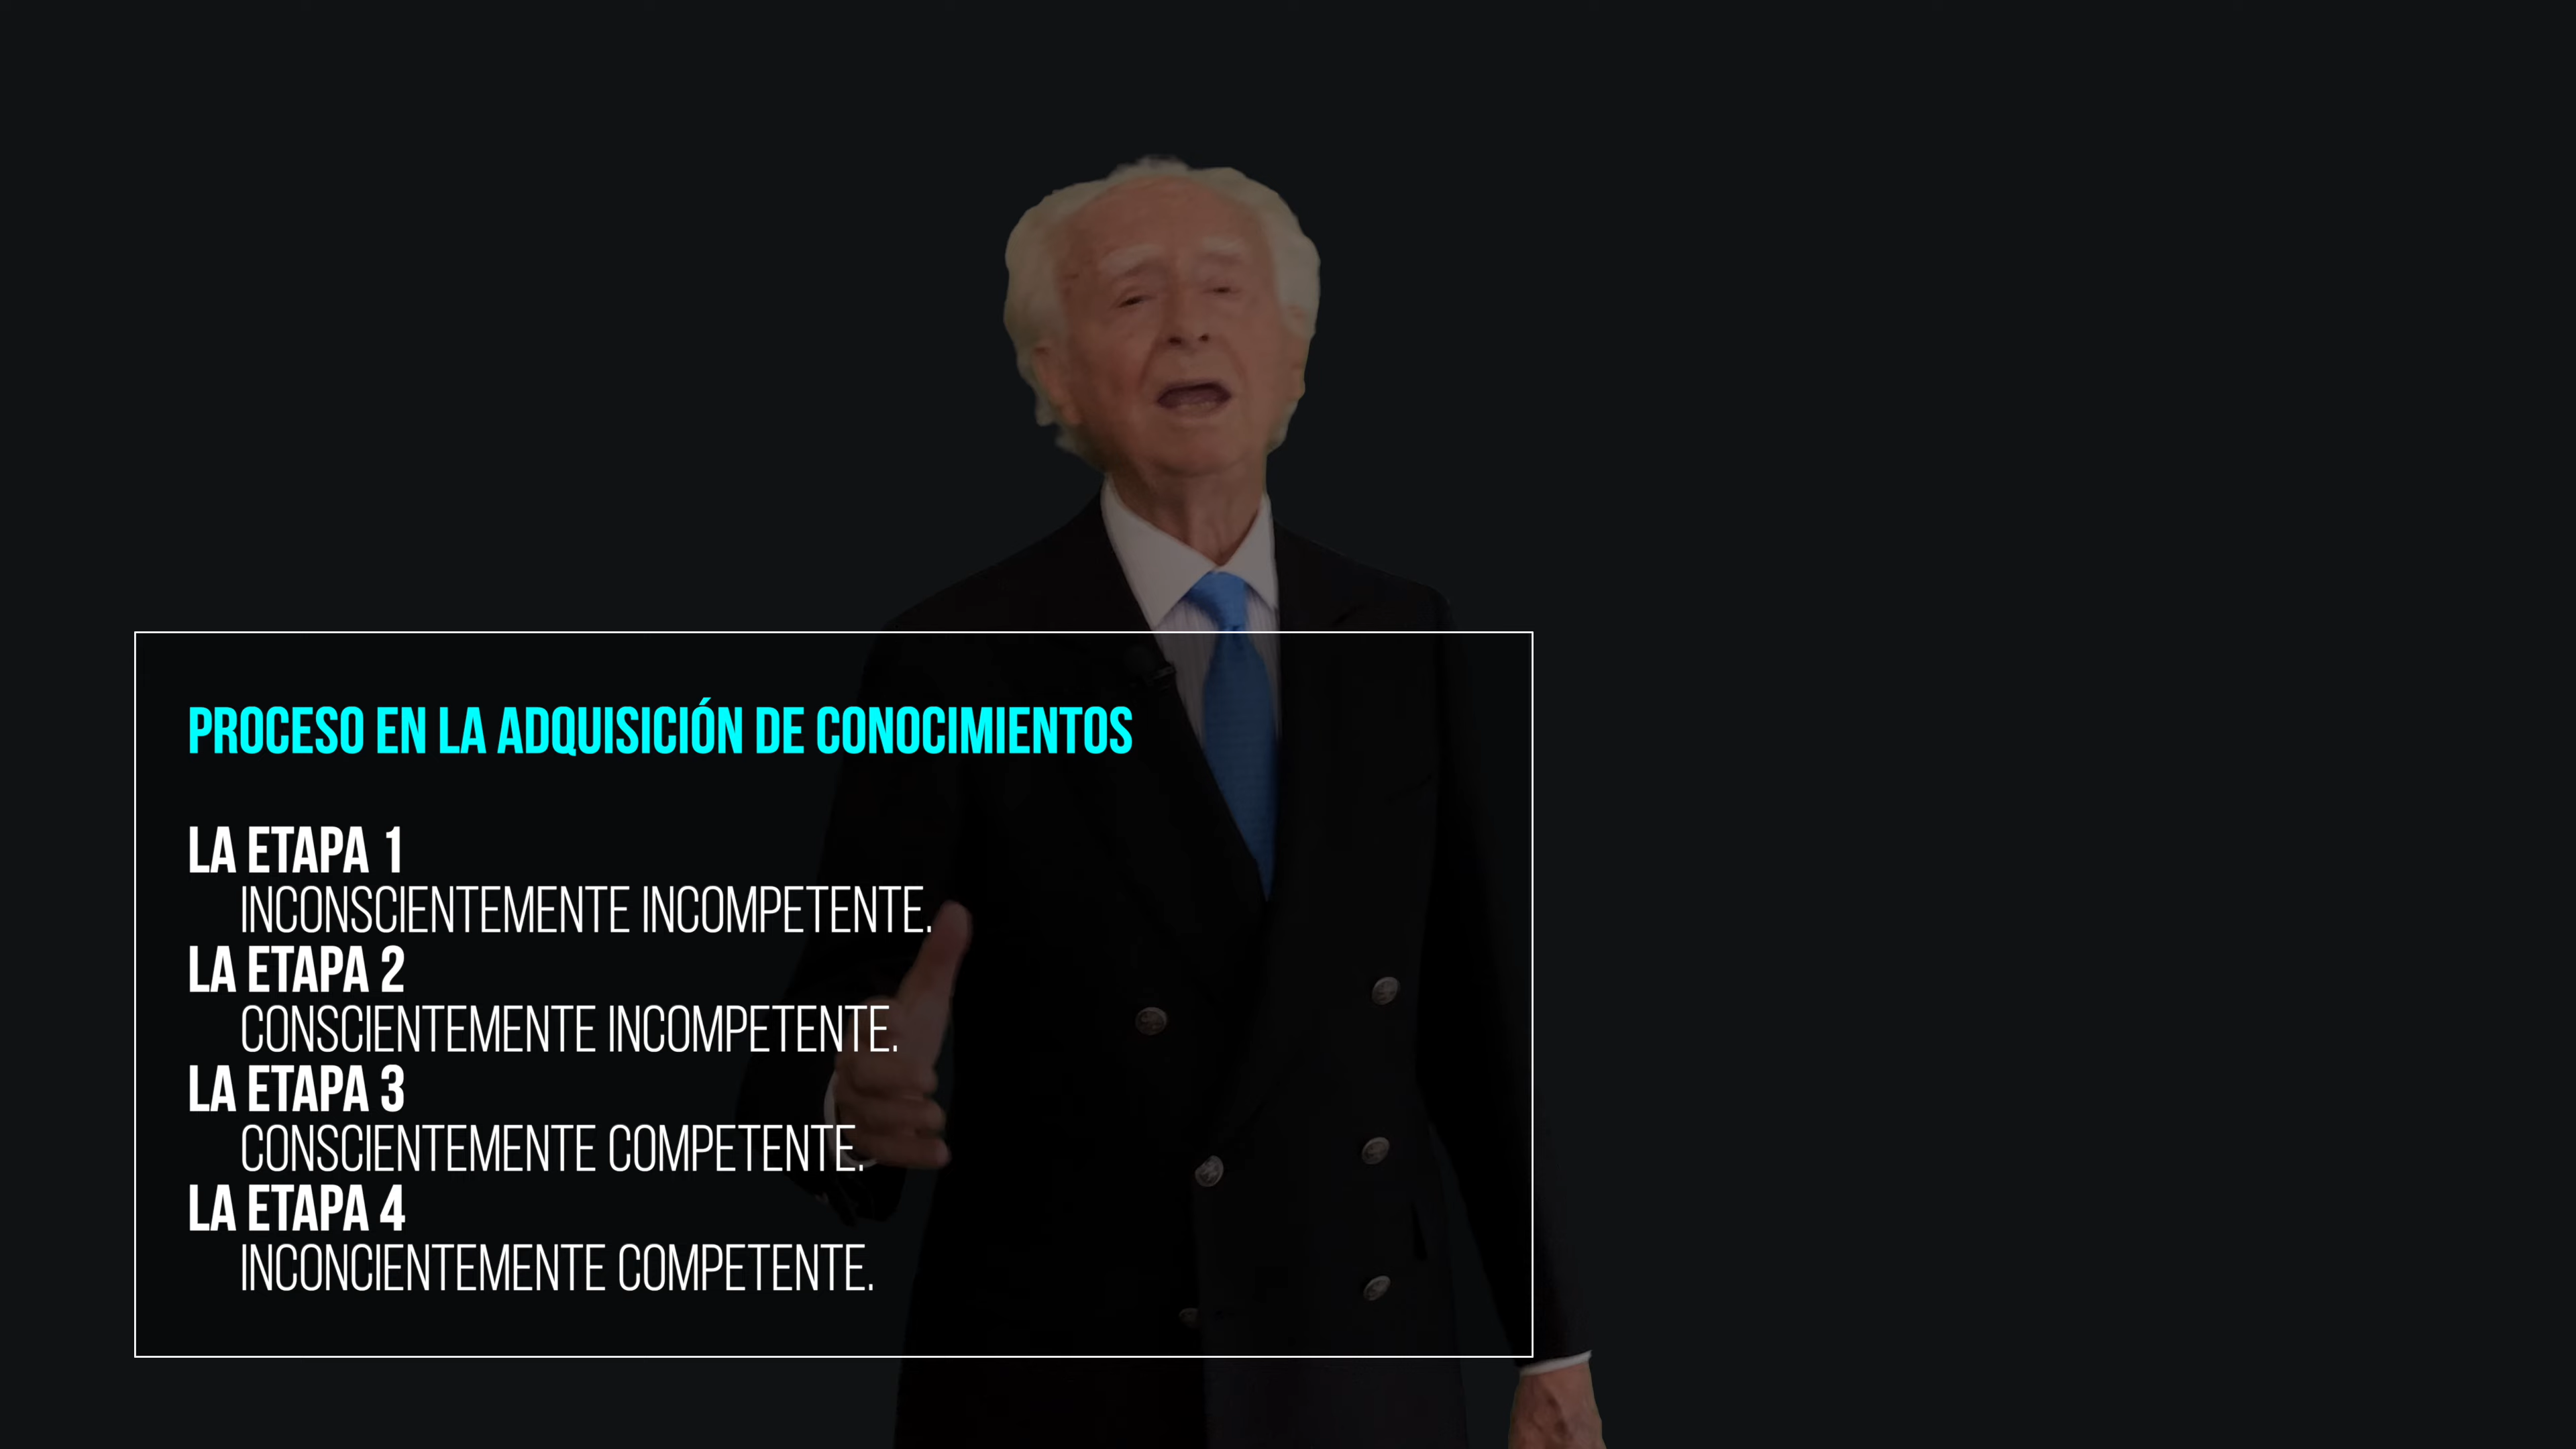 PROCESO EN LA ADQUISICIÓN DE CONOCIMIENTOS
LA ETAPA 1
INCONSCIENTEMENTE INCOMPETENTE.
LA ETAPA 2
CONSCIENTEMENTE INCOMPETENTE.
LA ETAPA 3
CONSCIENTEMENTE COMPETENTE.
LA ETAPA 4
INCONCIENTEMENTE COMPETENTE.